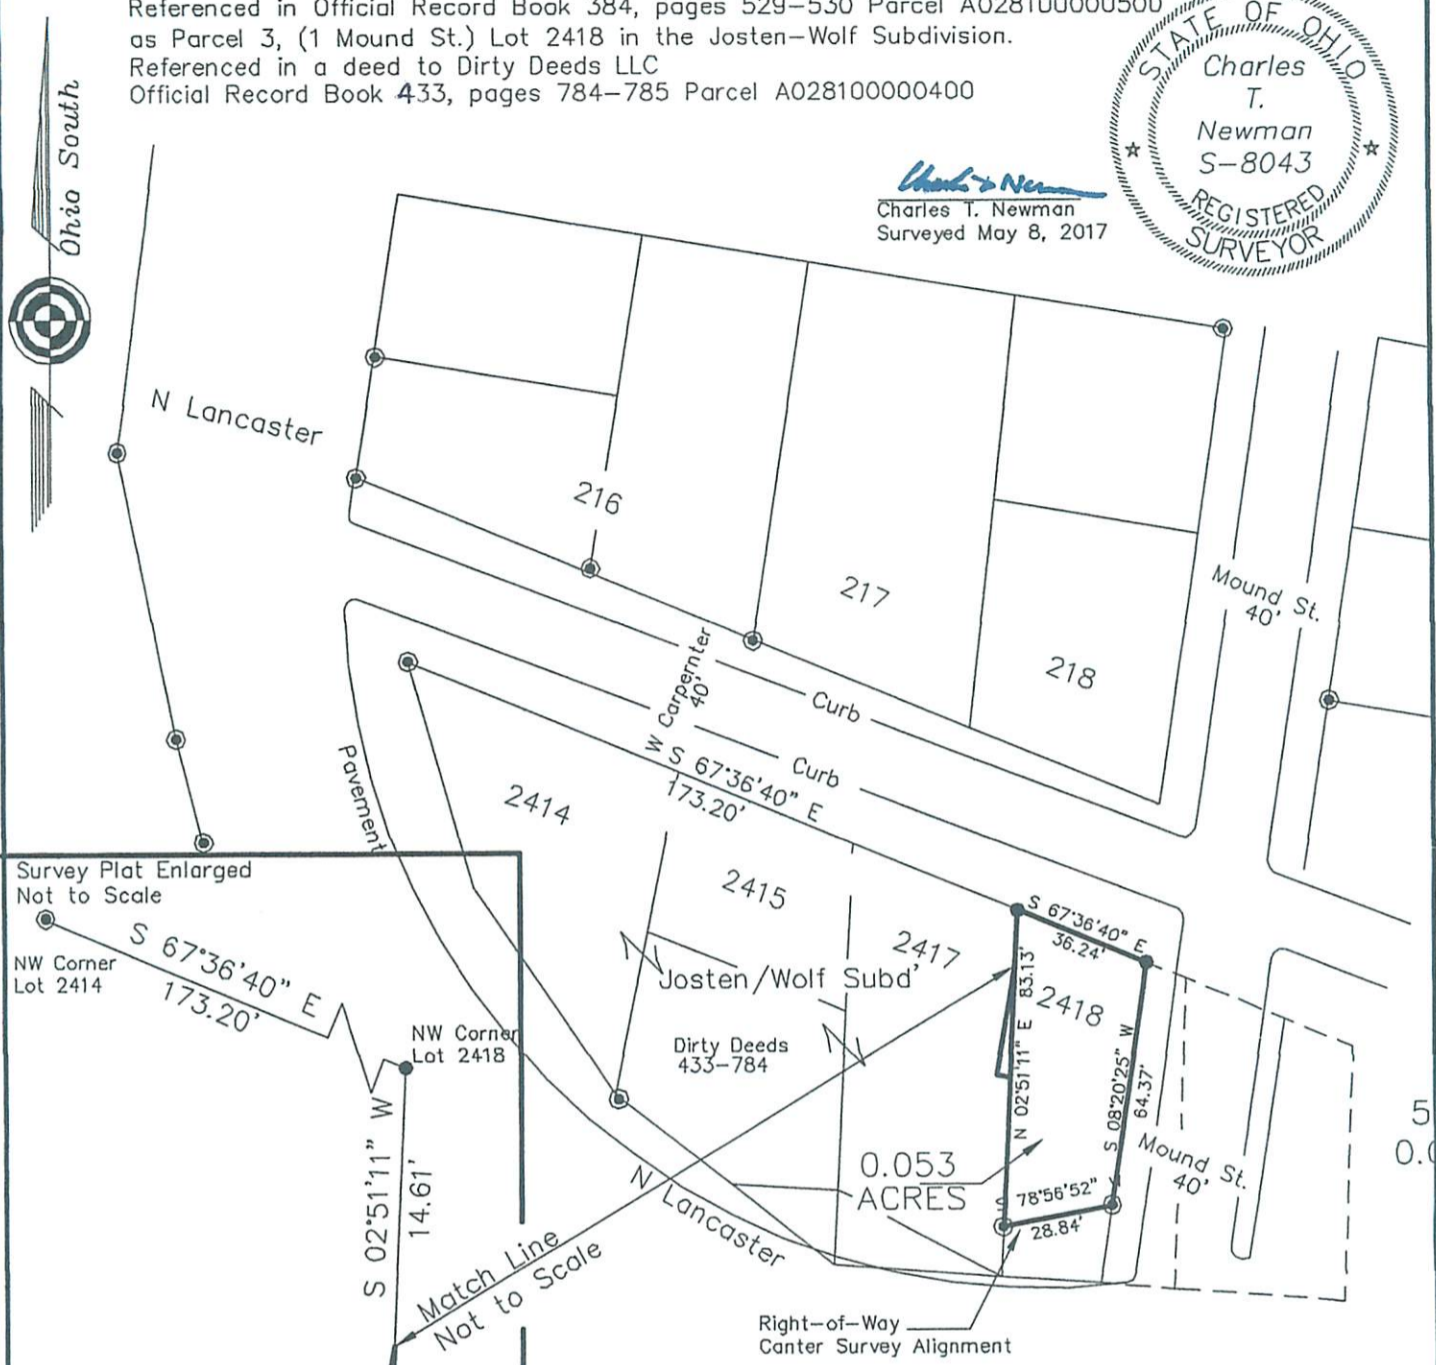 Referenced in Official Record Book 384, pages 529-530 Parcel A028100000500
as Parcel 3, (1 Mound St.) Lot 2418 in the Josten-Wolf Subdivision.
Referenced in a deed to Dirty Deeds LLC
Official Record Book 433, pages 784-785 Parcel A028100000400
STATE OF OHIO
Charles
T.
Newman
S-8043
REGISTERED
SURVEYOR
Ohio South
Charles T. Newman
Charles T. Newman
Surveyed May 8, 2017
N Lancaster
216
217
218
Mound St.
40'
W Carpernter
40'
Curb
Curb
Pavement
S 67°36'40" E
173.20'
2414
2415
2417
2418
S 67°36'40" E
36.24'
N 02°51'11" E 83.13'
S 08°20'25" W
64.37'
S 78°56'52" W
28.84'
Josten/Wolf Subd'
Dirty Deeds
433-784
0.053
ACRES
Mound St.
40'
N Lancaster
Right-of-Way
Canter Survey Alignment
Survey Plat Enlarged
Not to Scale
NW Corner
Lot 2414
S 67°36'40" E
173.20'
NW Corner
Lot 2418
S 02°51'11" W
14.61'
Match Line
Not to Scale
5
0.0